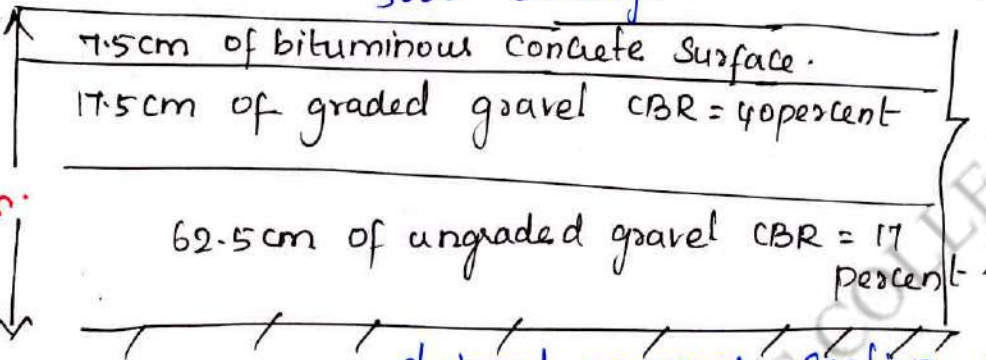 7.5cm of bituminous concrete surface.
17.5cm of graded gravel CBR = 40percent
62.5cm of ungraded gravel CBR = 17
percent.
COLLE